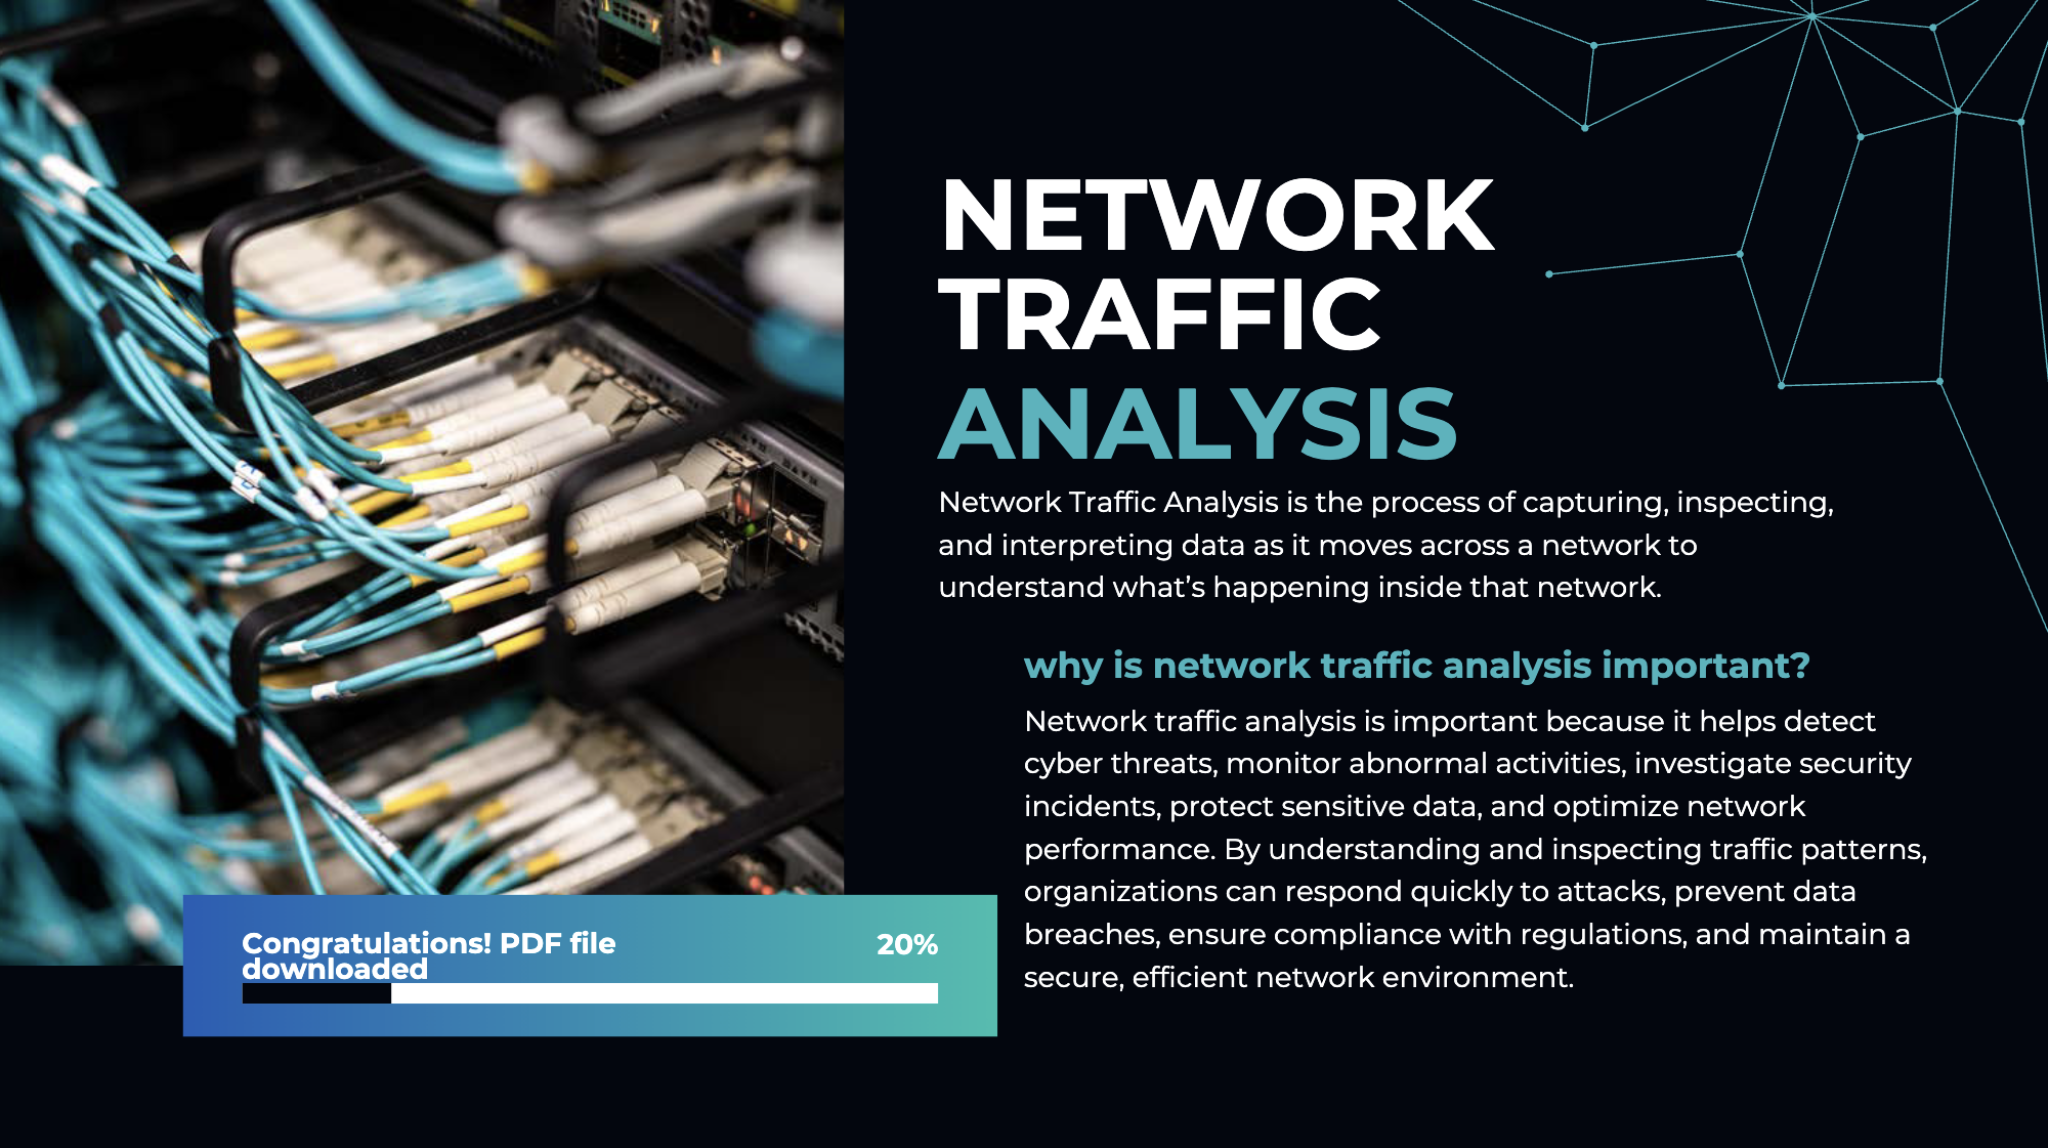 NETWORK
TRAFFIC
ANALYSIS
Network Traffic Analysis is the process of capturing, inspecting,
and interpreting data as it moves across a network to
understand what’s happening inside that network.
why is network traffic analysis important?
Network traffic analysis is important because it helps detect
cyber threats, monitor abnormal activities, investigate security
incidents, protect sensitive data, and optimize network
performance. By understanding and inspecting traffic patterns,
organizations can respond quickly to attacks, prevent data
breaches, ensure compliance with regulations, and maintain a
secure, efficient network environment.
Congratulations! PDF file
downloaded
20%